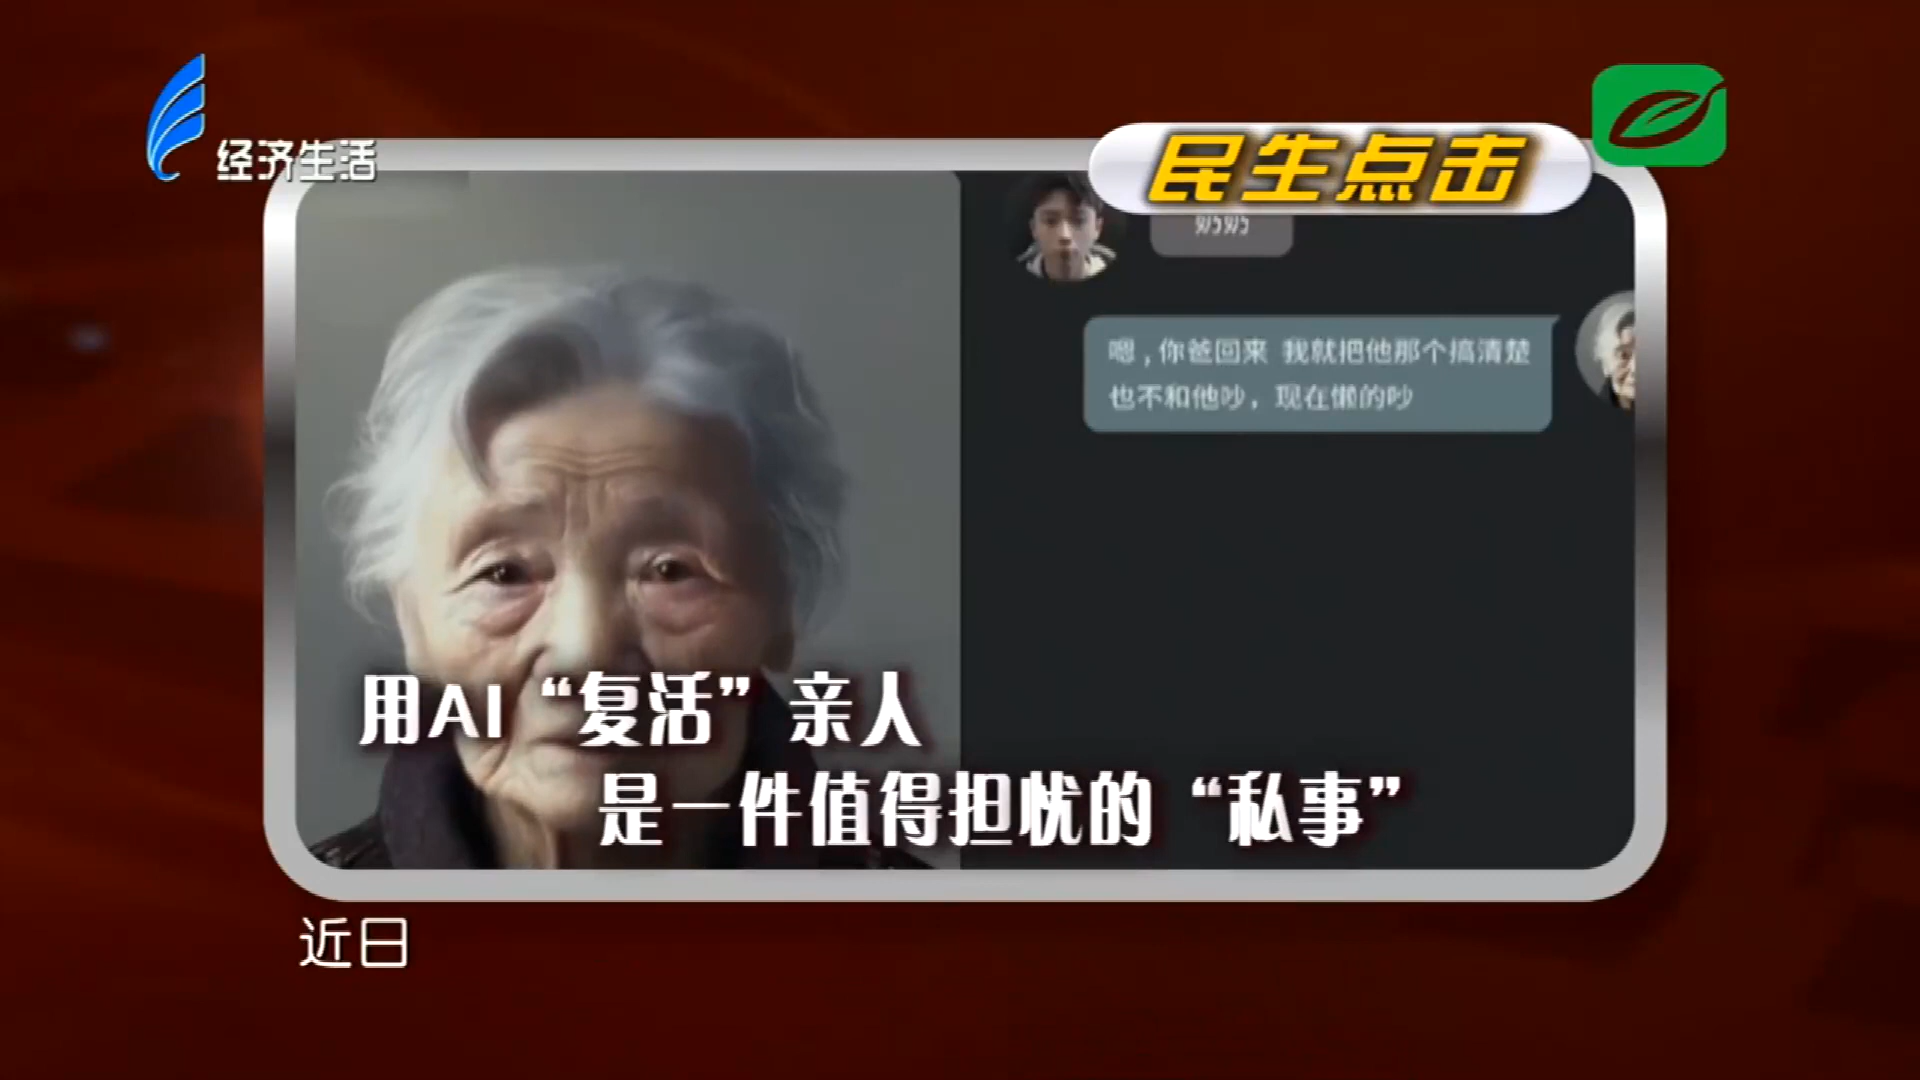 经济生活
民生点击
奶奶
嗯，你爸回来 我就把他那个搞清楚
也不和他吵，现在懒的吵
用AI“复活”亲人
是一件值得担忧的“私事”
近日